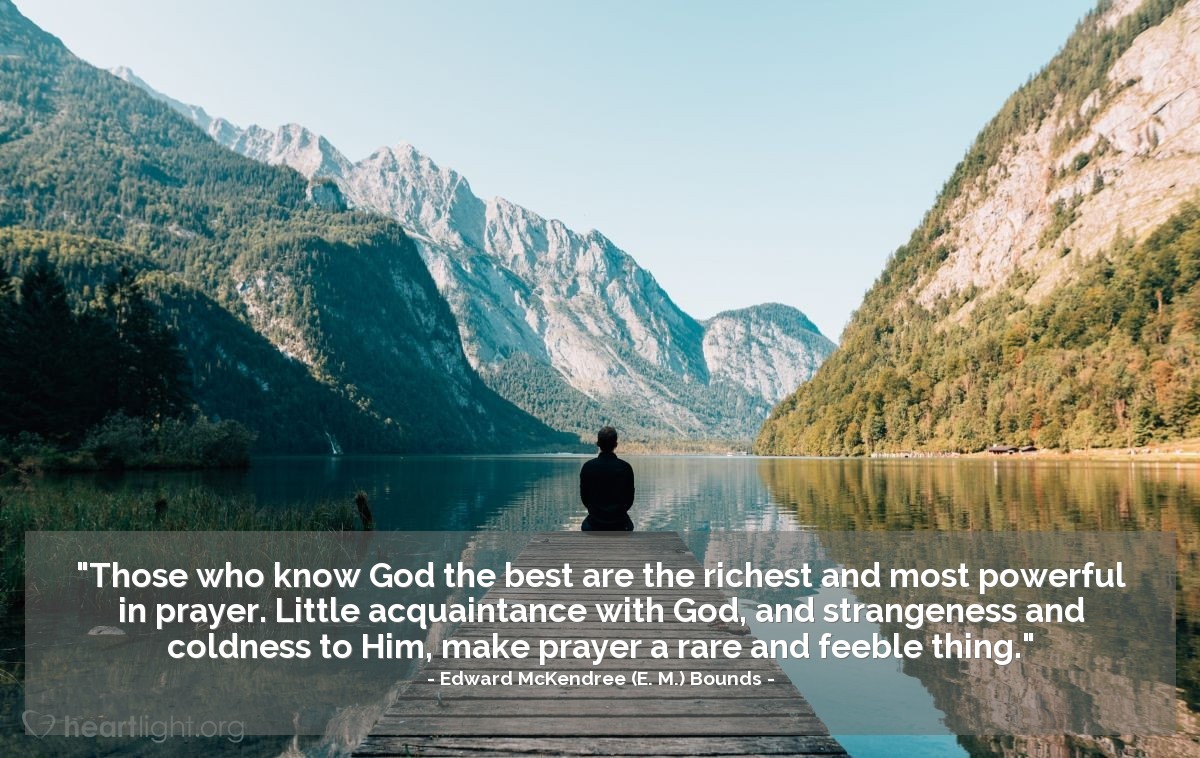 "Those who know God the best are the richest and most powerful
in prayer. Little acquaintance with God, and strangeness and
coldness to Him, make prayer a rare and feeble thing."
- Edward McKendree (E. M.) Bounds -
heartlight.org